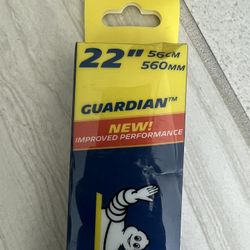 22" 56CM
560MM
GUARDIAN™
NEW!
IMPROVED PERFORMANCE